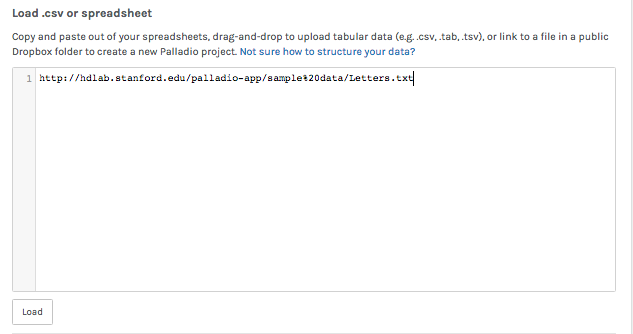 Load .csv or spreadsheet
Copy and paste out of your spreadsheets, drag-and-drop to upload tabular data (e.g. .csv, .tab, .tsv), or link to a file in a public
Dropbox folder to create a new Palladio project. Not sure how to structure your data?
1 http://hdlab.stanford.edu/palladio-app/sample%20data/Letters.txt
Load